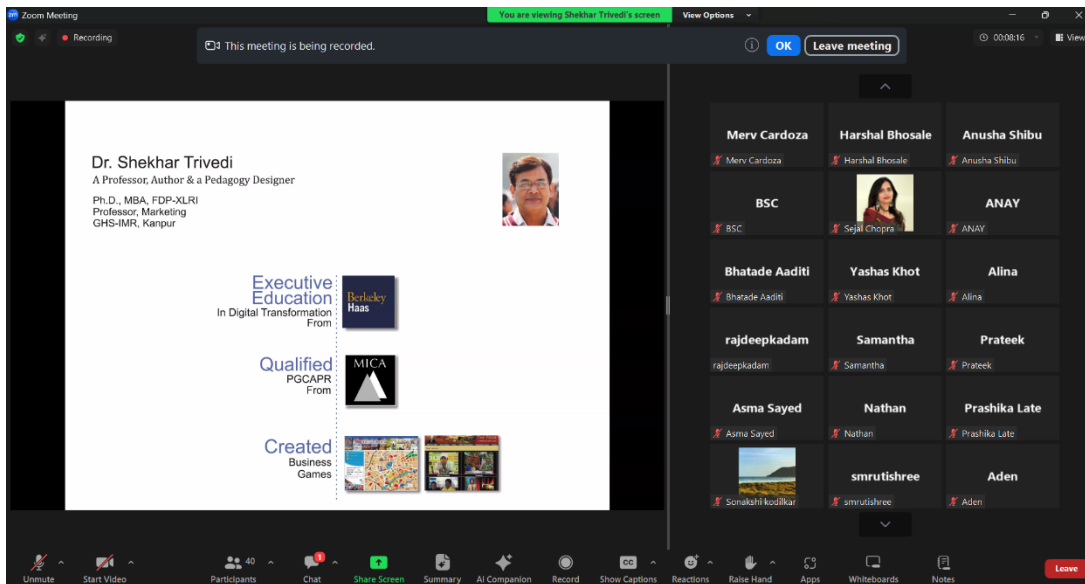 Zoom Meeting
You are viewing Shekhar Trivedi's screen
View Options
Recording
This meeting is being recorded.
OK
Leave meeting
00:08:16
View
Dr. Shekhar Trivedi
A Professor, Author & a Pedagogy Designer
Ph.D., MBA, FDP-XLRI
Professor, Marketing
GHS-IMR, Kanpur
Executive
Education
In Digital Transformation
From
Berkeley
Haas
Qualified
PGCAPR
From
MICA
Created
Business
Games
Merv Cardoza
Merv Cardoza
Harshal Bhosale
Harshal Bhosale
Anusha Shibu
Anusha Shibu
BSC
BSC
Sejal Chopra
ANAY
ANAY
Bhatade Aaditi
Bhatade Aaditi
Yashas Khot
Yashas Khot
Alina
Alina
rajdeepkadam
rajdeepkadam
Samantha
Samantha
Prateek
Prateek
Asma Sayed
Asma Sayed
Nathan
Nathan
Prashika Late
Prashika Late
Sonakshi kodilkar
smrutishree
smrutishree
Aden
Aden
Unmute
Start Video
40
Participants
1
Chat
Share Screen
Summary
AI Companion
Record
CC
Show Captions
Reactions
Raise Hand
Apps
Whiteboards
Notes
Leave